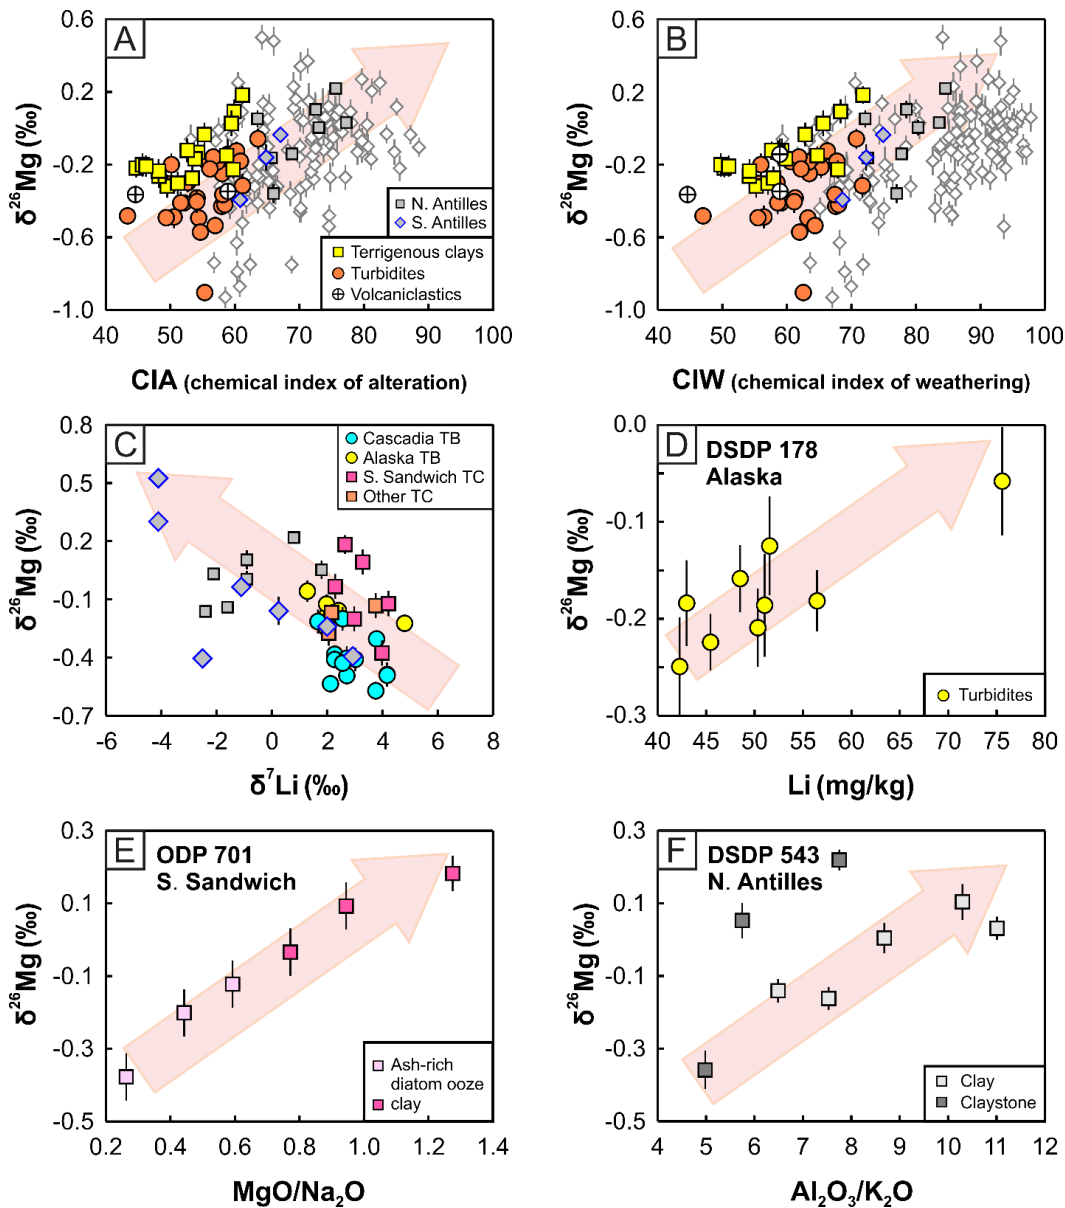 A
0.6
0.2
-0.2
-0.6
-1.0
δ²⁶Mg (‰)
N. Antilles
S. Antilles
Terrigenous clays
Turbidites
Volcaniclastics
40 50 60 70 80 90 100
CIA (chemical index of alteration)
B
0.6
0.2
-0.2
-0.6
-1.0
δ²⁶Mg (‰)
40 50 60 70 80 90 100
CIW (chemical index of weathering)
C
0.8
0.5
0.2
-0.1
-0.4
-0.7
δ²⁶Mg (‰)
Cascadia TB
Alaska TB
S. Sandwich TC
Other TC
-6 -4 -2 0 2 4 6 8
δ⁷Li (‰)
D
DSDP 178
Alaska
0.0
-0.1
-0.2
-0.3
δ²⁶Mg (‰)
Turbidites
40 45 50 55 60 65 70 75 80
Li (mg/kg)
E
ODP 701
S. Sandwich
0.3
0.1
-0.1
-0.3
-0.5
δ²⁶Mg (‰)
Ash-rich
diatom ooze
clay
0.2 0.4 0.6 0.8 1.0 1.2 1.4
MgO/Na₂O
F
DSDP 543
N. Antilles
0.3
0.1
-0.1
-0.3
-0.5
δ²⁶Mg (‰)
Clay
Claystone
4 5 6 7 8 9 10 11 12
Al₂O₃/K₂O